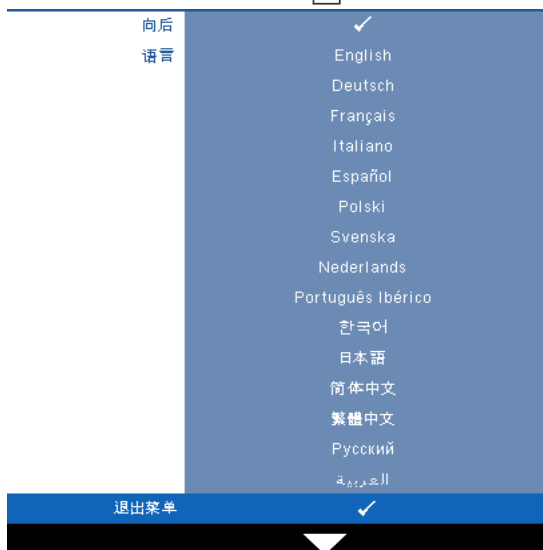 向后 ✓
语言 English
Deutsch
Français
Italiano
Español
Polski
Svenska
Nederlands
Português Ibérico
한국어
日本語
简体中文
繁體中文
Русский
العربية
退出菜单 ✓